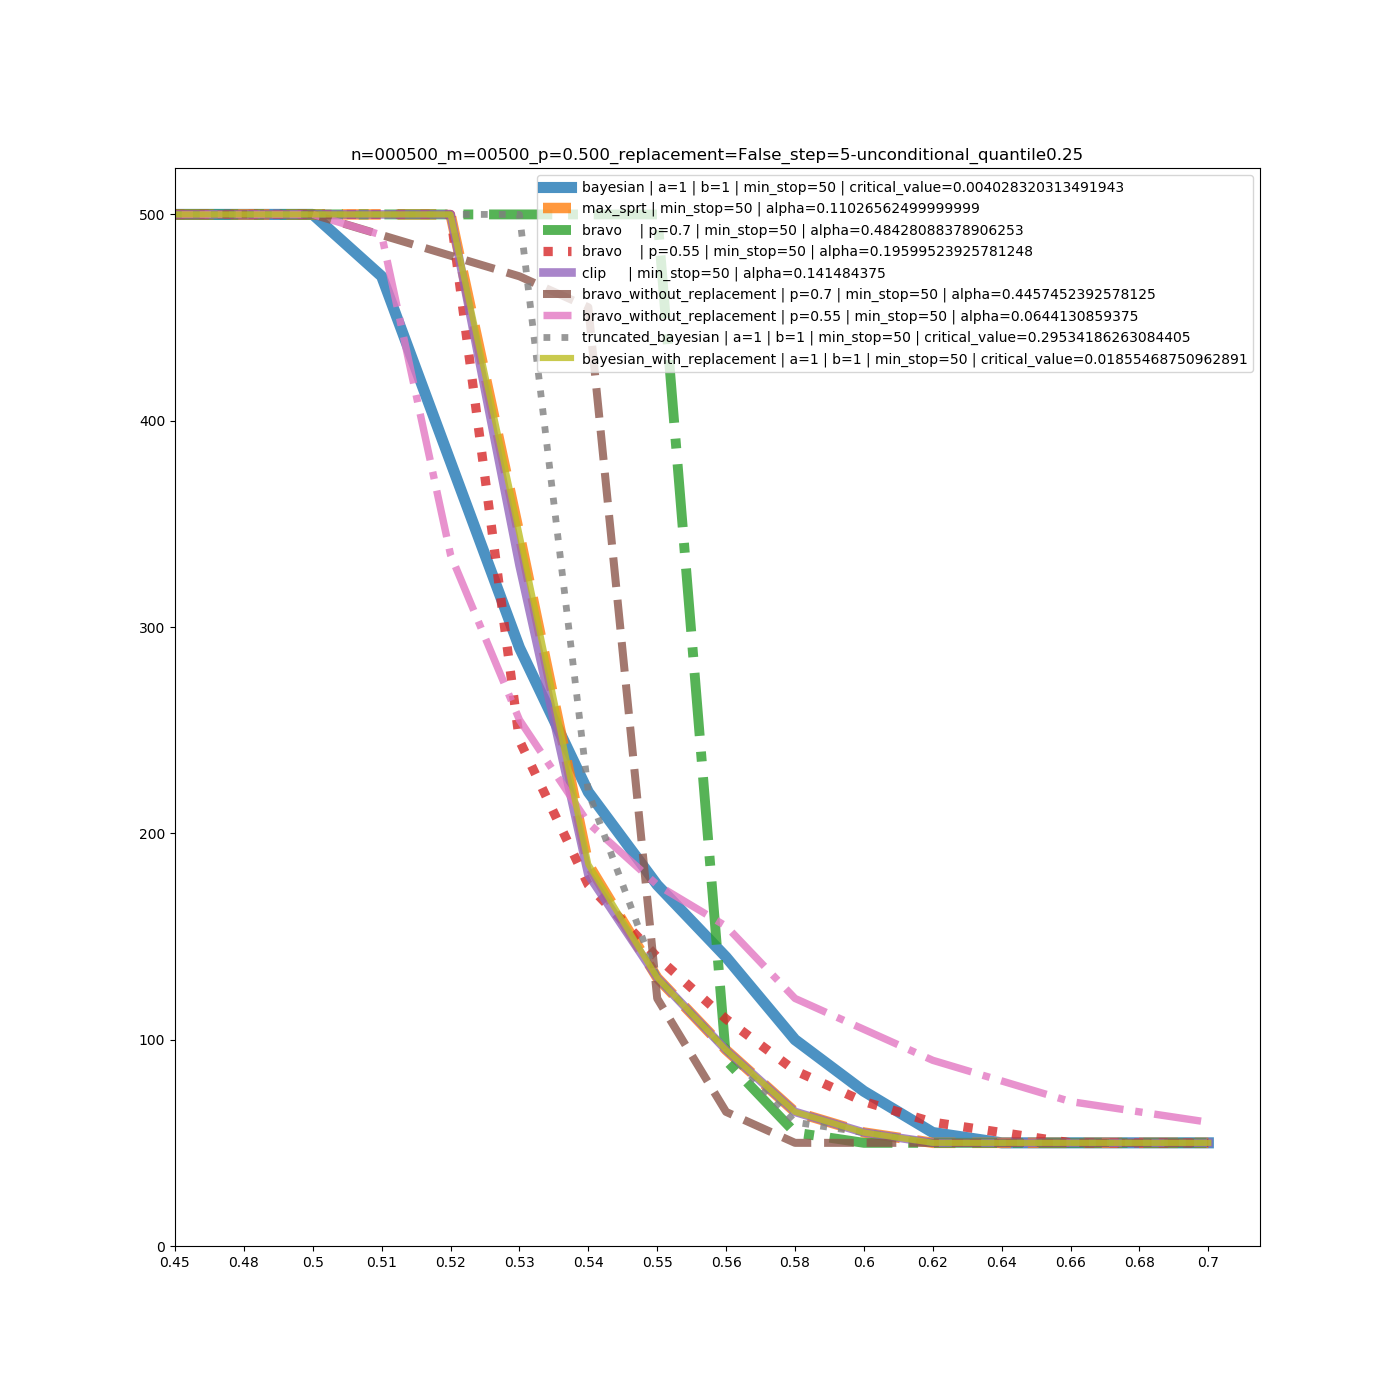 n=000500_m=00500_p=0.500_replacement=False_step=5-unconditional_quantile0.25
bayesian | a=1 | b=1 | min_stop=50 | critical_value=0.004028320313491943
max_sprt | min_stop=50 | alpha=0.11026562499999999
bravo    | p=0.7 | min_stop=50 | alpha=0.48428088378906253
bravo    | p=0.55 | min_stop=50 | alpha=0.19599523925781248
clip     | min_stop=50 | alpha=0.141484375
bravo_without_replacement | p=0.7 | min_stop=50 | alpha=0.4457452392578125
bravo_without_replacement | p=0.55 | min_stop=50 | alpha=0.0644130859375
truncated_bayesian | a=1 | b=1 | min_stop=50 | critical_value=0.29534186263084405
bayesian_with_replacement | a=1 | b=1 | min_stop=50 | critical_value=0.01855468750962891
500
400
300
200
100
0
0.45 0.48 0.5 0.51 0.52 0.53 0.54 0.55 0.56 0.58 0.6 0.62 0.64 0.66 0.68 0.7